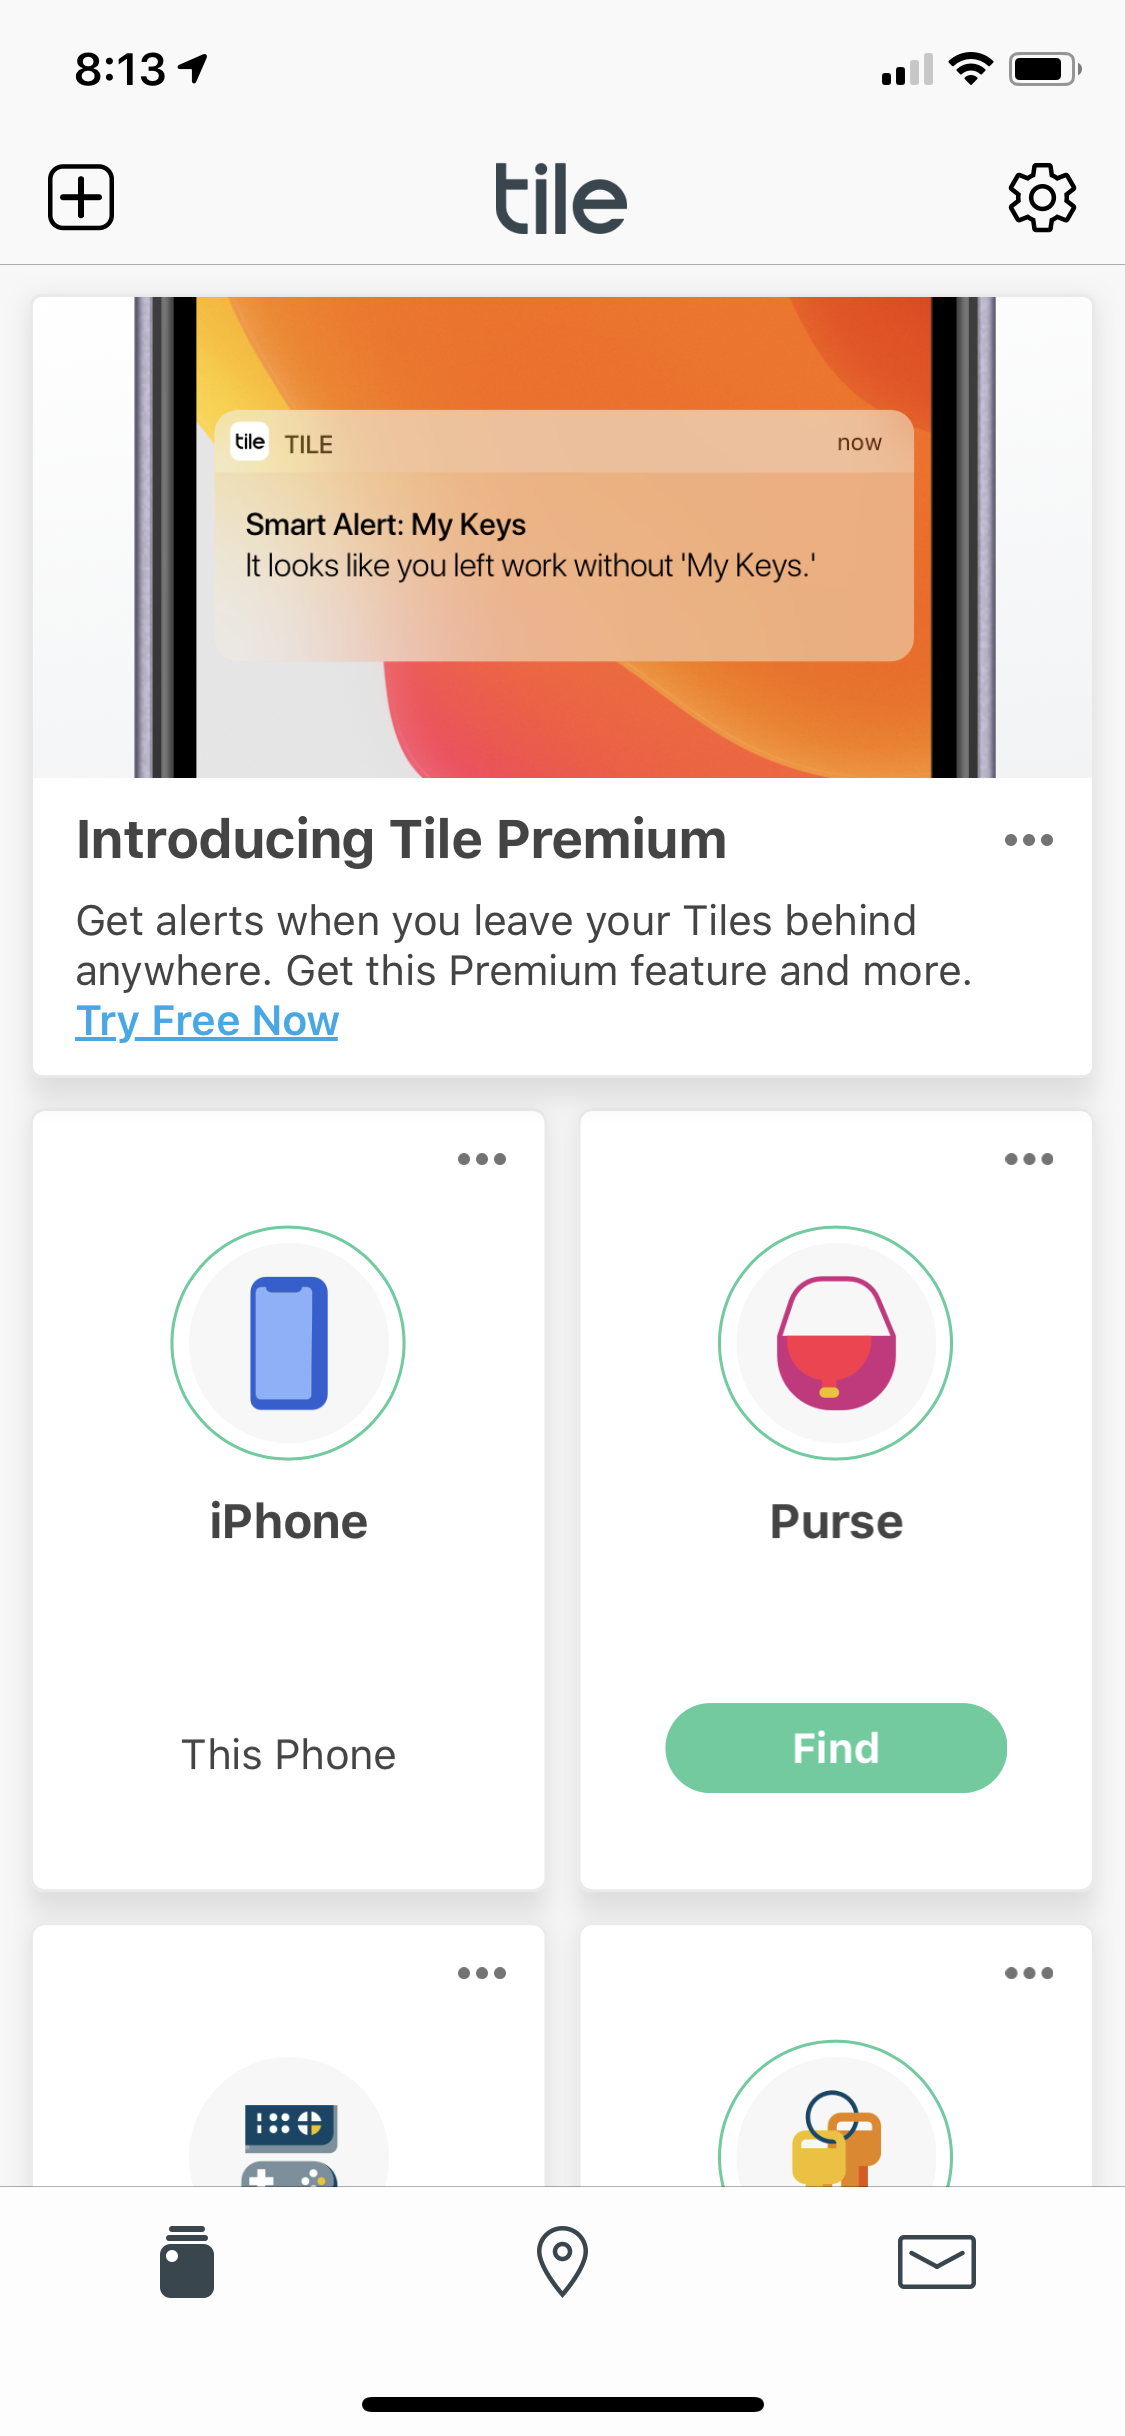 8:13
tile
tile TILE now
Smart Alert: My Keys
It looks like you left work without 'My Keys.'
Introducing Tile Premium
Get alerts when you leave your Tiles behind
anywhere. Get this Premium feature and more.
Try Free Now
iPhone
Purse
This Phone
Find